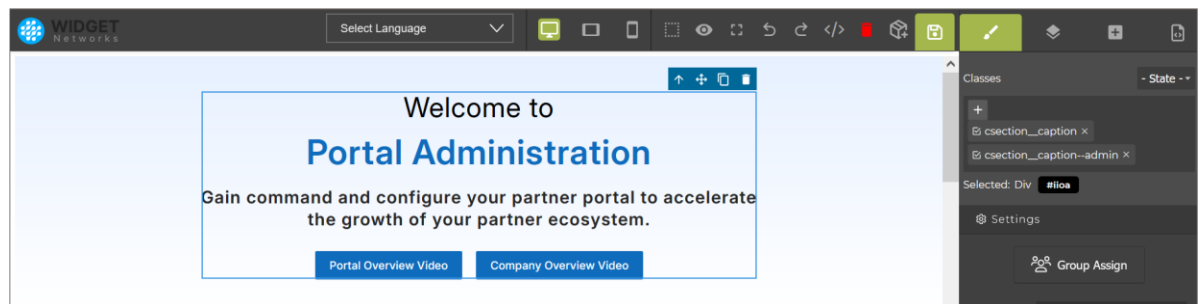 WIDGET
Networks
Select Language
Classes
- State -
csection__caption
csection__caption--admin
Selected: Div #iioa
Settings
Group Assign
Welcome to
Portal Administration
Gain command and configure your partner portal to accelerate
the growth of your partner ecosystem.
Portal Overview Video
Company Overview Video